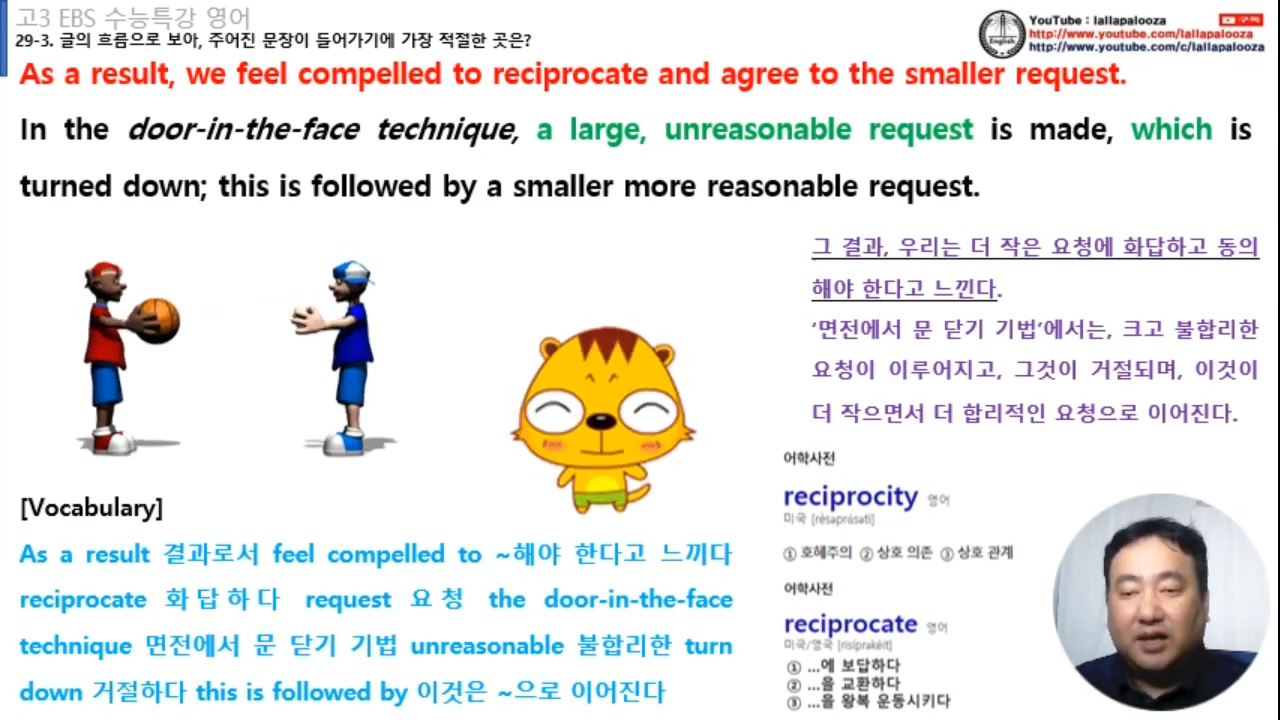 고3 EBS 수능특강 영어
29-3. 글의 흐름으로 보아, 주어진 문장이 들어가기에 가장 적절한 곳은?
YouTube : lallapalooza
구독
http://www.youtube.com/lallapalooza
http://www.youtube.com/c/lallapalooza
English
As a result, we feel compelled to reciprocate and agree to the smaller request.
In the door-in-the-face technique, a large, unreasonable request is made, which is
turned down; this is followed by a smaller more reasonable request.
그 결과, 우리는 더 작은 요청에 화답하고 동의
해야 한다고 느낀다.
‘면전에서 문 닫기 기법’에서는, 크고 불합리한
요청이 이루어지고, 그것이 거절되며, 이것이
더 작으면서 더 합리적인 요청으로 이어진다.
[Vocabulary]
As a result 결과로서 feel compelled to ~해야 한다고 느끼다
reciprocate 화답하다 request 요청 the door-in-the-face
technique 면전에서 문 닫기 기법 unreasonable 불합리한 turn
down 거절하다 this is followed by 이것은 ~으로 이어진다
어학사전
reciprocity 영어
미국
① 호혜주의 ② 상호 의존 ③ 상호 관계
어학사전
reciprocate 영어
미국/영국
① …에 보답하다
② …을 교환하다
③ …을 왕복 운동시키다